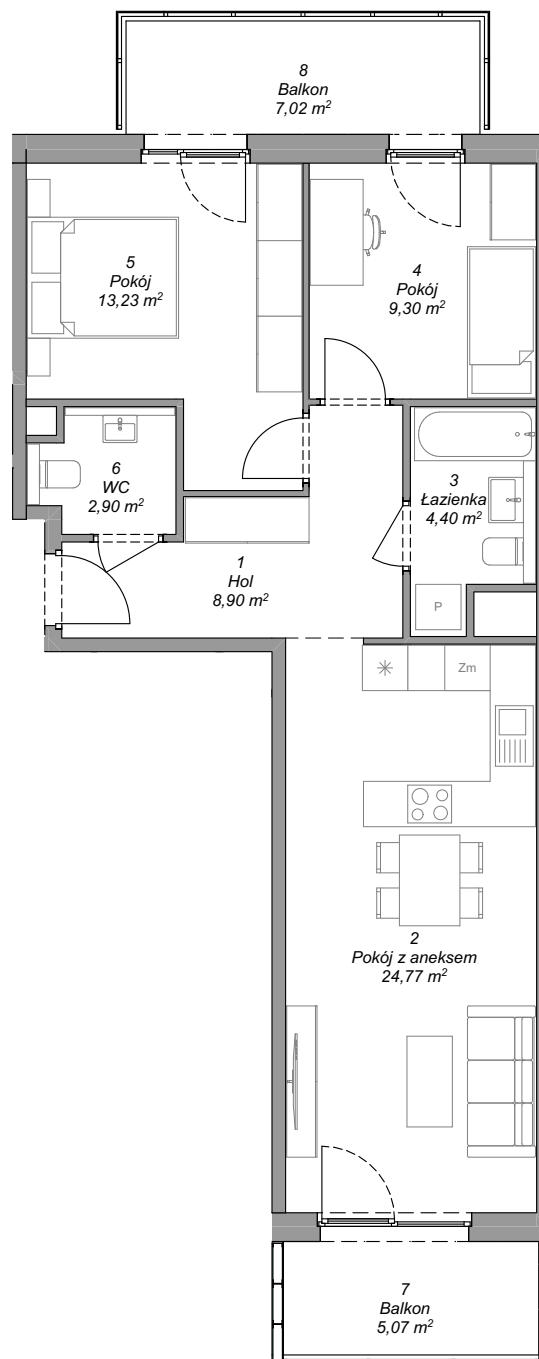 8
Balkon
7,02 m²
5
Pokój
13,23 m²
4
Pokój
9,30 m²
6
WC
2,90 m²
3
Łazienka
4,40 m²
1
Hol
8,90 m²
P
Zm
2
Pokój z aneksem
24,77 m²
7
Balkon
5,07 m²